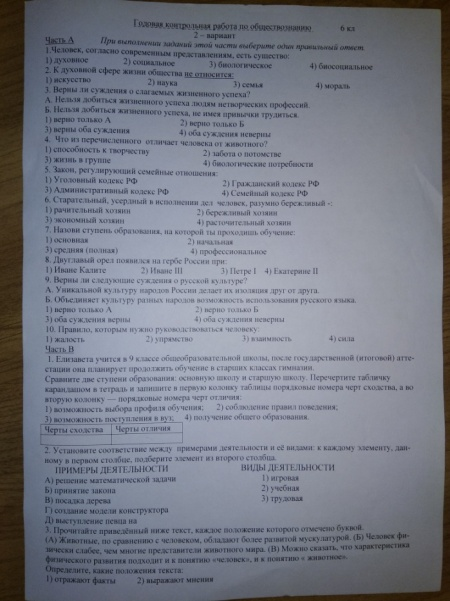 Годовая контрольная работа по обществознанию 6 кл
2 – вариант
Часть А При выполнении заданий этой части выберите один правильный ответ.
1.Человек, согласно современным представлениям, есть существо:
1) духовное 2) социальное 3) биологическое 4) биосоциальное
2. К духовной сфере жизни общества не относится:
1) искусство 2) наука 3) семья 4) мораль
3. Верны ли суждения о слагаемых жизненного успеха?
А. Нельзя добиться жизненного успеха людям нетворческих профессий.
Б. Нельзя добиться жизненного успеха, не имея привычки трудиться.
1) верно только А 2) верно только Б
3) верны оба суждения 4) оба суждения неверны
4. Что из перечисленного отличает человека от животного?
1) способность к творчеству 2) забота о потомстве
3) жизнь в группе 4) биологические потребности
5. Закон, регулирующий семейные отношения:
1) Уголовный кодекс РФ 2) Гражданский кодекс РФ
3) Административный кодекс РФ 4) Семейный кодекс РФ
6. Старательный, усердный в исполнении дел человек, разумно бережливый -:
1) рачительный хозяин 2) бережливый хозяин
3) экономный хозяин 4) расточительный хозяин
7. Назови ступень образования, на которой ты проходишь обучение:
1) основная 2) начальная
3) средняя (полная) 4) профессиональное
8. Двуглавый орел появился на гербе России при:
1) Иване Калите 2) Иване III 3) Петре I 4) Екатерине II
9. Верны ли следующие суждения о русской культуре?
А. Уникальной культуру народов России делает их изоляция друг от друга.
Б. Объединяет культуру разных народов возможность использования русского языка.
1) верно только А 2) верно только Б
3) оба суждения верны 4) оба суждения неверны
10. Правило, которым нужно руководствоваться человеку:
1) жалость 2) упрямство 3) взаимность 4) сила
Часть В
1. Елизавета учится в 9 классе общеобразовательной школы, после государственной (итоговой) атте-
стации она планирует продолжить обучение в старших классах гимназии.
Сравните две ступени образования: основную школу и старшую школу. Перечертите табличку
карандашом в тетрадь и запишите в первую колонку таблицы порядковые номера черт сходства, а во
вторую колонку — порядковые номера черт отличия:
1) возможность выбора профиля обучения; 2) соблюдение правил поведения;
3) возможность поступления в вуз; 4) получение общего образования.
Черты сходства Черты отличия
2. Установите соответствие между примерами деятельности и её видами: к каждому элементу, дан-
ному в первом столбце, подберите элемент из второго столбца.
ПРИМЕРЫ ДЕЯТЕЛЬНОСТИ ВИДЫ ДЕЯТЕЛЬНОСТИ
А) решение математической задачи 1) игровая
Б) принятие закона 2) учебная
В) посадка дерева 3) трудовая
Г) создание модели конструктора
Д) выступление певца на
3. Прочитайте приведённый ниже текст, каждое положение которого отмечено буквой.
(А) Животные, по сравнению с человеком, обладают более развитой мускулатурой. (Б) Человек фи-
зически слабее, чем многие представители животного мира. (В) Можно сказать, что характеристика
физического развития подходит и к понятию «человек», и к понятию « животное».
Определите, какие положения текста:
1) отражают факты 2) выражают мнения